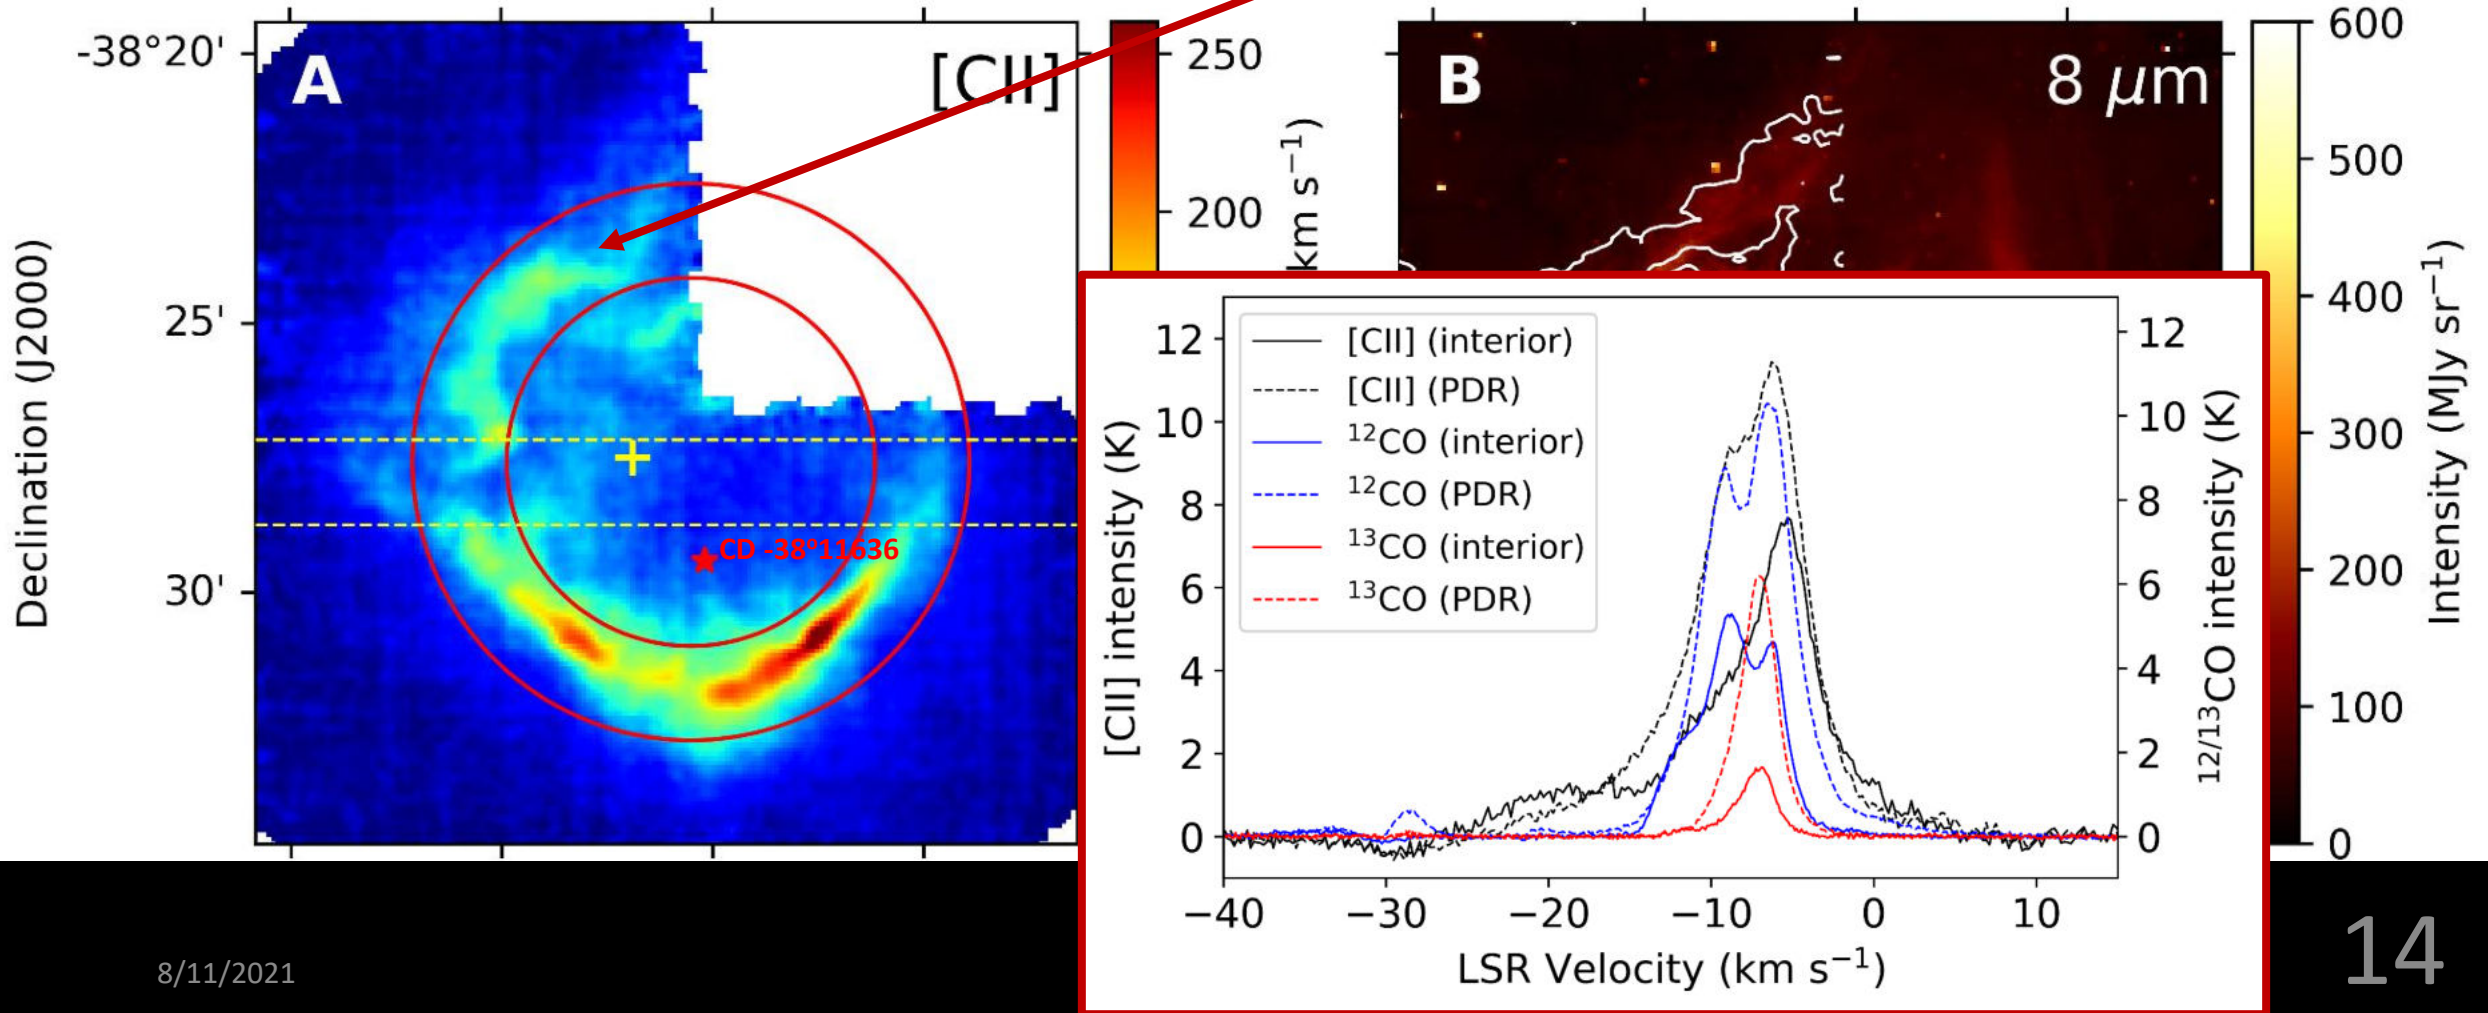 A
[CII]
-38°20'
25'
30'
Declination (J2000)
CD -38°11636
250
200
km s⁻¹)
B
8 μm
600
500
400
300
200
100
0
Intensity (MJy sr⁻¹)
[CII] (interior)
[CII] (PDR)
¹²CO (interior)
¹²CO (PDR)
¹³CO (interior)
¹³CO (PDR)
12
10
8
6
4
2
0
[CII] intensity (K)
12
10
8
6
4
2
0
¹²/¹³CO intensity (K)
−40
−30
−20
−10
0
10
LSR Velocity (km s⁻¹)
8/11/2021
14